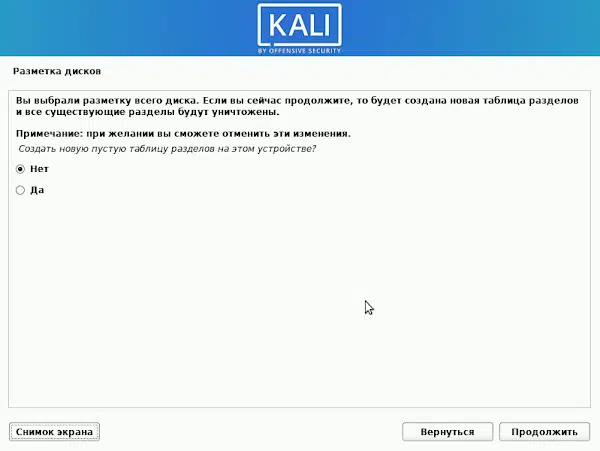 KALI
BY OFFENSIVE SECURITY
Разметка дисков
Вы выбрали разметку всего диска. Если вы сейчас продолжите, то будет создана новая таблица разделов
и все существующие разделы будут уничтожены.
Примечание: при желании вы сможете отменить эти изменения.
Создать новую пустую таблицу разделов на этом устройстве?
Нет
Да
Снимок экрана
Вернуться
Продолжить